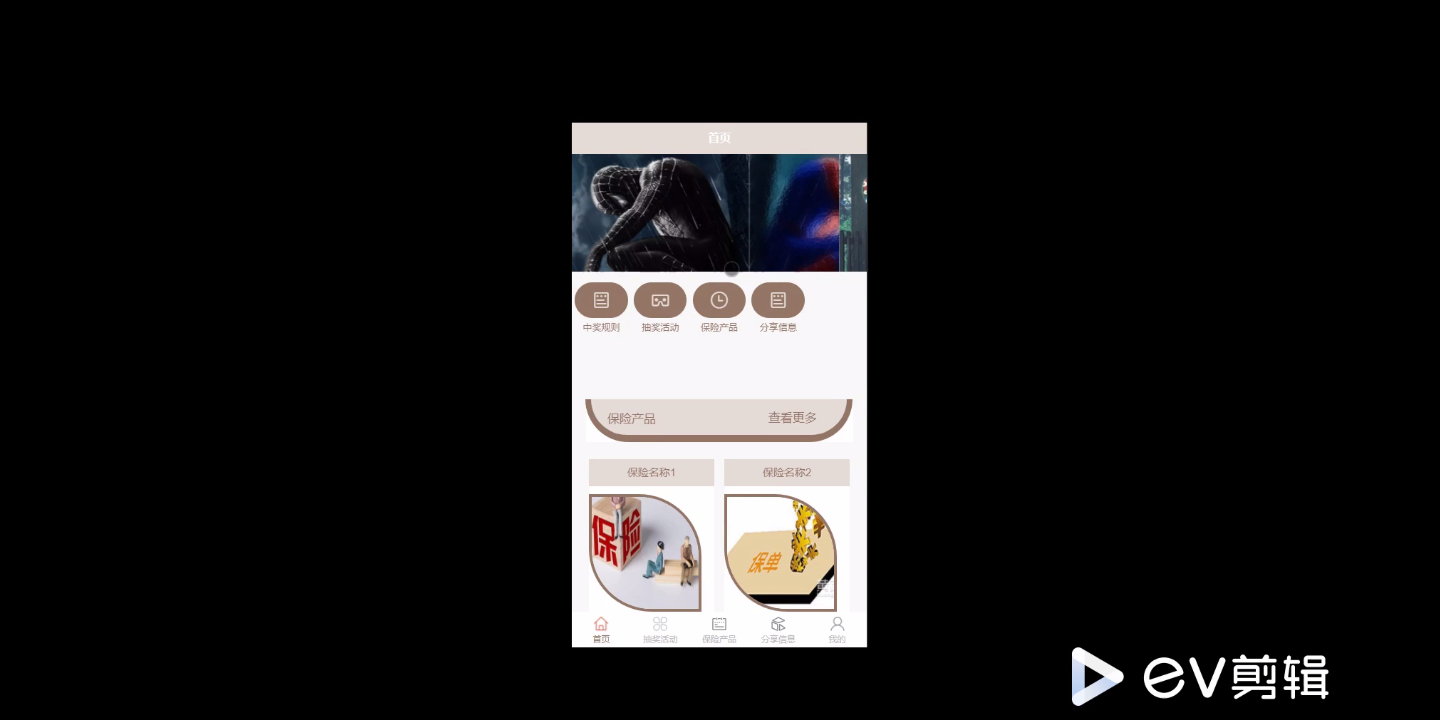 首页
中奖规则
抽奖活动
保险产品
分享信息
保险产品
查看更多
保险名称1
保险名称2
保险
保单
首页
抽奖活动
保险产品
分享信息
我的
ev剪辑